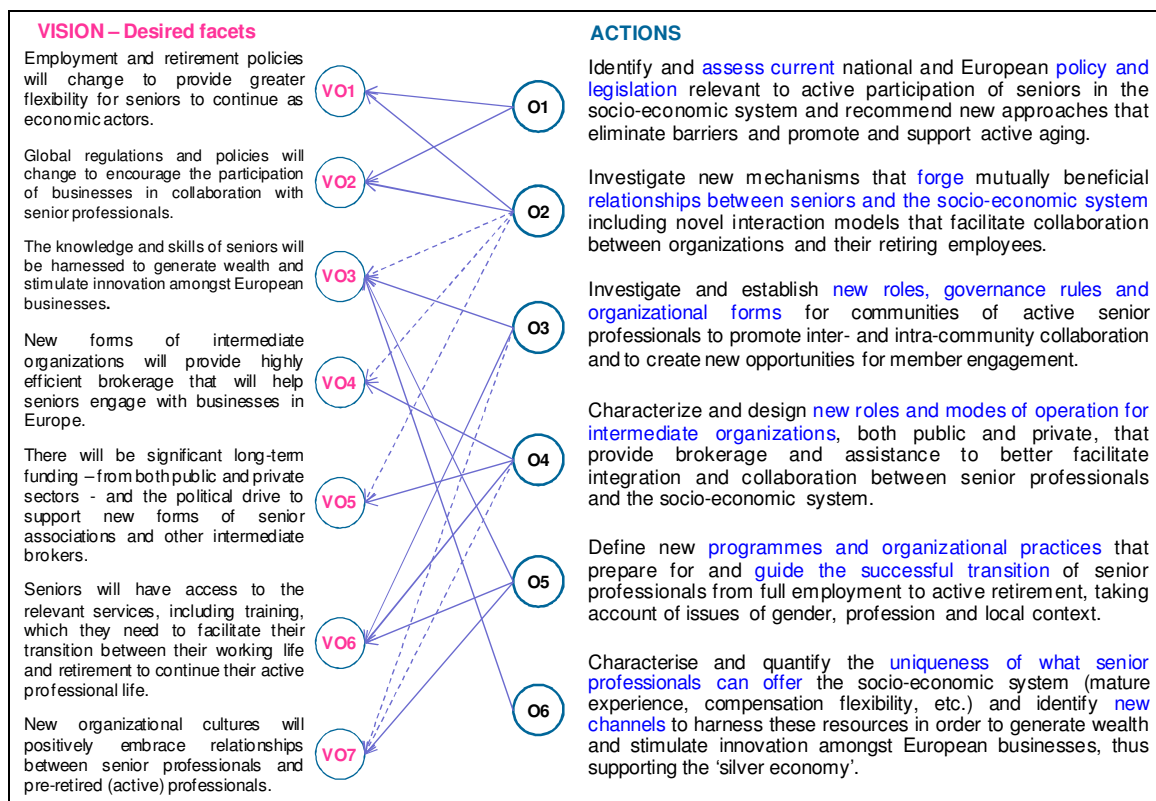 VISION – Desired facets
Employment and retirement policies
will change to provide greater
flexibility for seniors to continue as
economic actors.
Global regulations and policies will
change to encourage the participation
of businesses in collaboration with
senior professionals.
The knowledge and skills of seniors will
be harnessed to generate wealth and
stimulate innovation amongst European
businesses.
New forms of intermediate
organizations will provide highly
efficient brokerage that will help
seniors engage with businesses in
Europe.
There will be significant long-term
funding – from both public and private
sectors - and the political drive to
support new forms of senior
associations and other intermediate
brokers.
Seniors will have access to the
relevant services, including training,
which they need to facilitate their
transition between their working life
and retirement to continue their active
professional life.
New organizational cultures will
positively embrace relationships
between senior professionals and
pre-retired (active) professionals.
VO1
VO2
VO3
VO4
VO5
VO6
VO7
O1
O2
O3
O4
O5
O6
ACTIONS
Identify and assess current national and European policy and
legislation relevant to active participation of seniors in the
socio-economic system and recommend new approaches that
eliminate barriers and promote and support active aging.
Investigate new mechanisms that forge mutually beneficial
relationships between seniors and the socio-economic system
including novel interaction models that facilitate collaboration
between organizations and their retiring employees.
Investigate and establish new roles, governance rules and
organizational forms for communities of active senior
professionals to promote inter- and intra-community collaboration
and to create new opportunities for member engagement.
Characterize and design new roles and modes of operation for
intermediate organizations, both public and private, that
provide brokerage and assistance to better facilitate
integration and collaboration between senior professionals
and the socio-economic system.
Define new programmes and organizational practices that
prepare for and guide the successful transition of senior
professionals from full employment to active retirement, taking
account of issues of gender, profession and local context.
Characterise and quantify the uniqueness of what senior
professionals can offer the socio-economic system (mature
experience, compensation flexibility, etc.) and identify new
channels to harness these resources in order to generate wealth
and stimulate innovation amongst European businesses, thus
supporting the ‘silver economy’.